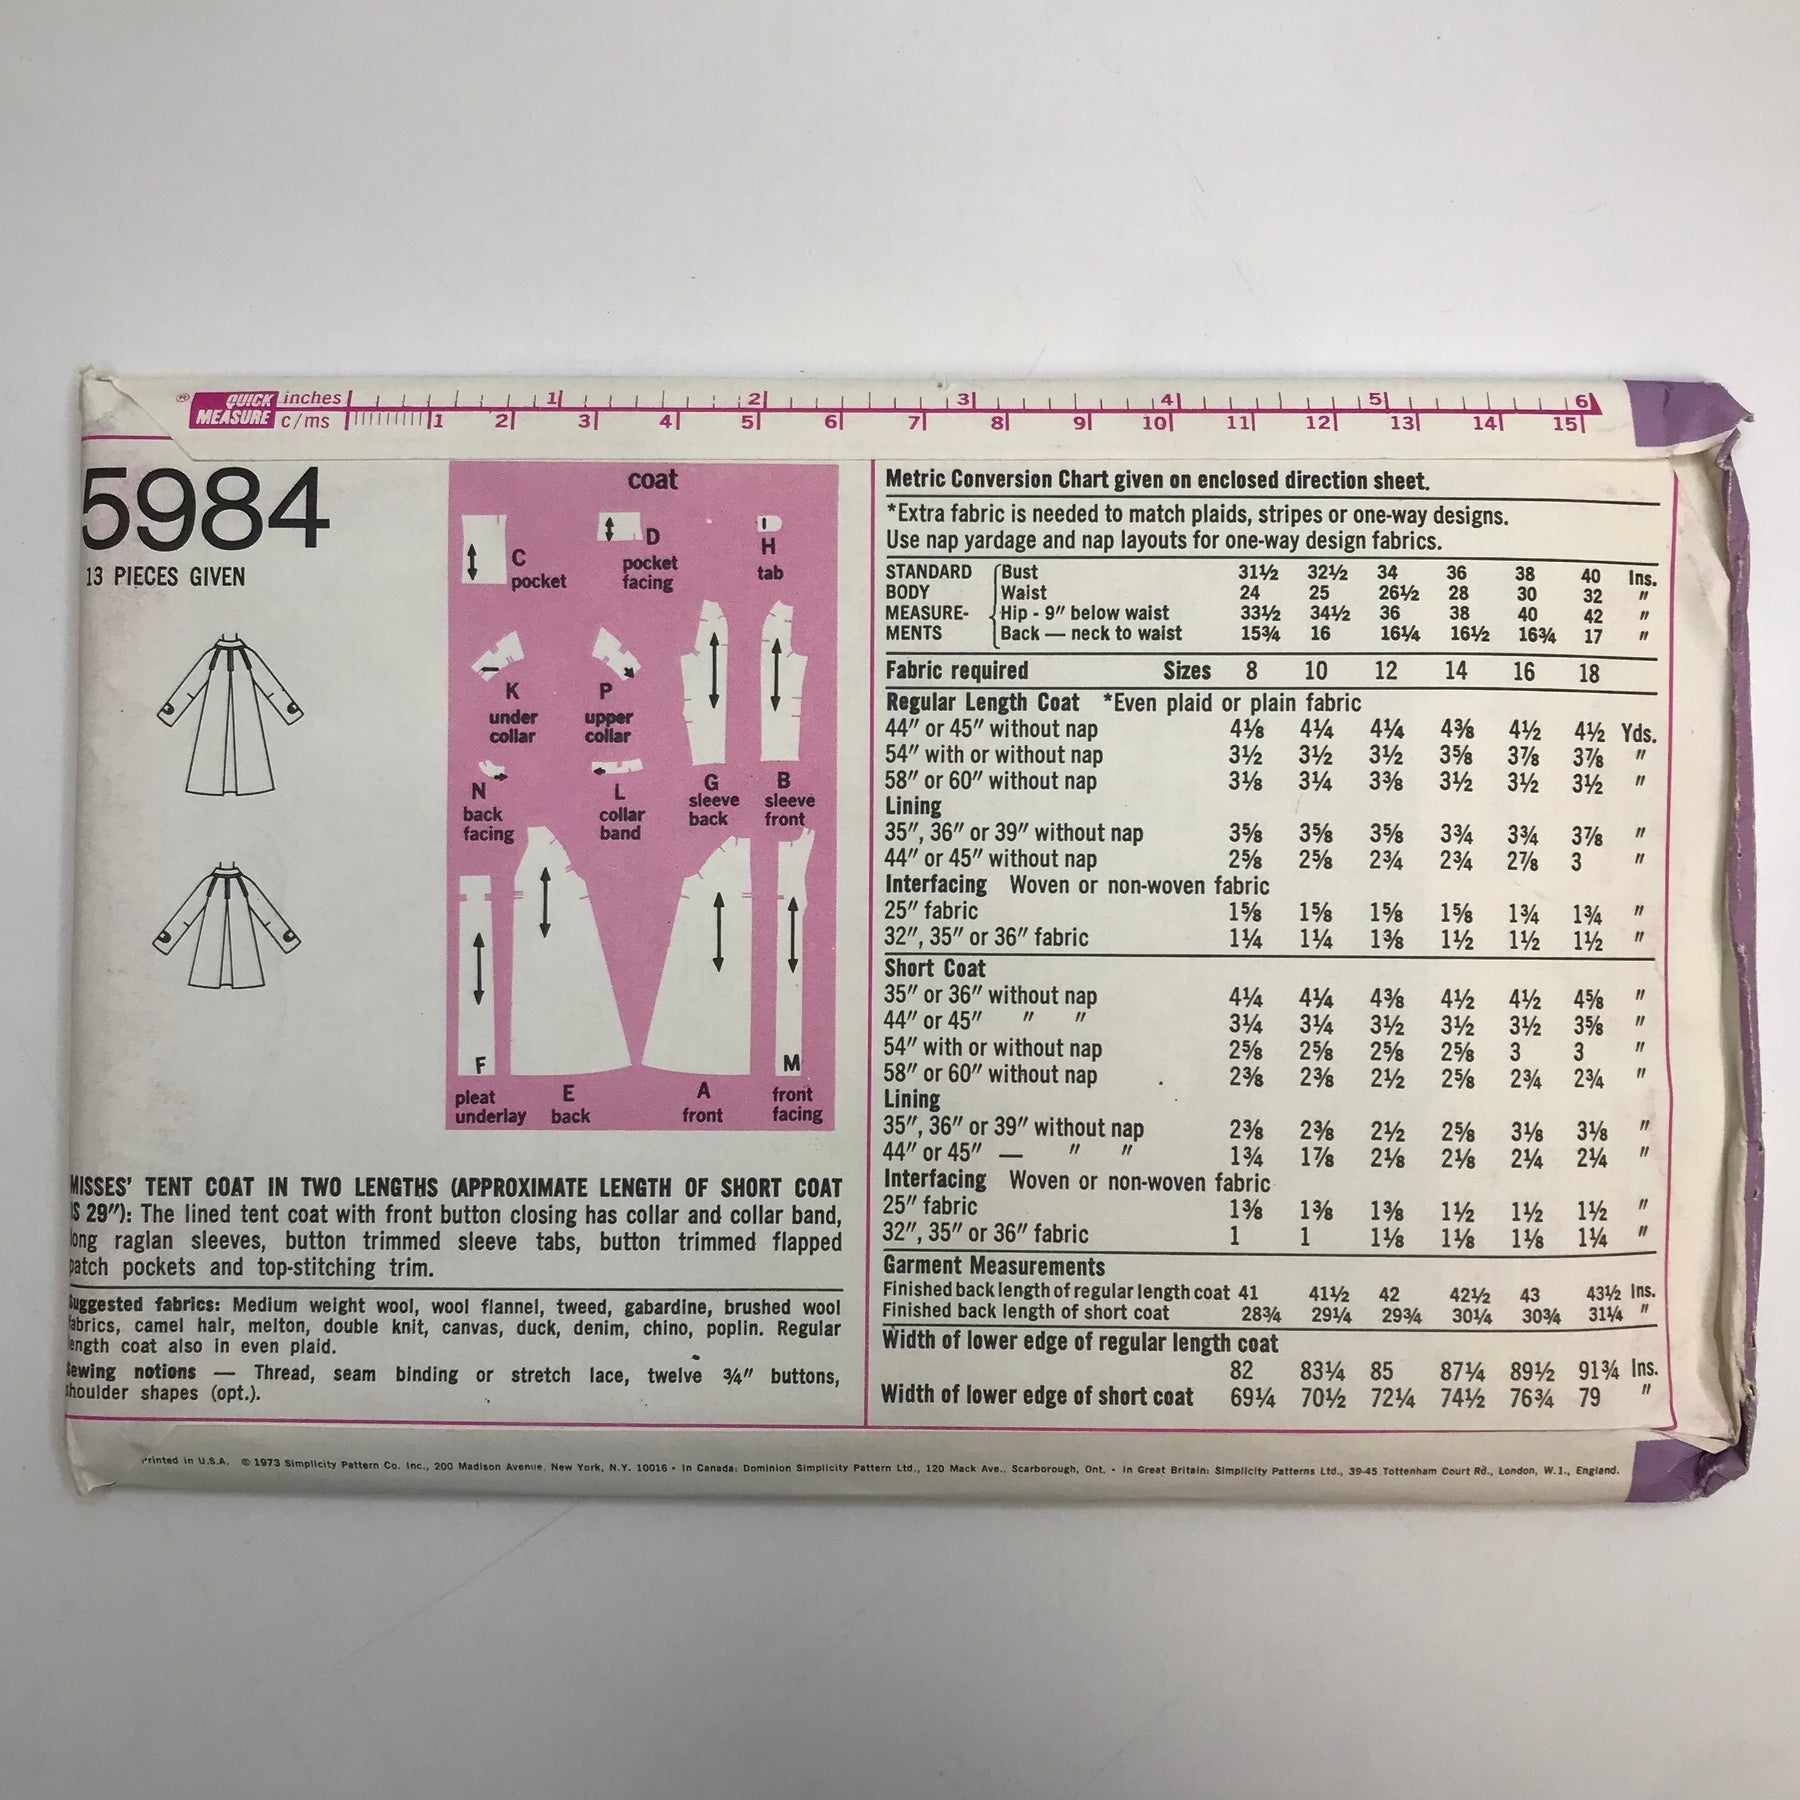 ® QUICK MEASURE inches 1 2 3 4 5 6
c/ms 1 2 3 4 5 6 7 8 9 10 11 12 13 14 15
5984
13 PIECES GIVEN
coat
C pocket
D pocket facing
H tab
K under collar
P upper collar
N back facing
L collar band
G sleeve back
B sleeve front
F pleat underlay
E back
A front
M front facing
MISSES' TENT COAT IN TWO LENGTHS (APPROXIMATE LENGTH OF SHORT COAT
IS 29"): The lined tent coat with front button closing has collar and collar band,
long raglan sleeves, button trimmed sleeve tabs, button trimmed flapped
patch pockets and top-stitching trim.
Suggested fabrics: Medium weight wool, wool flannel, tweed, gabardine, brushed wool
fabrics, camel hair, melton, double knit, canvas, duck, denim, chino, poplin. Regular
length coat also in even plaid.
Sewing notions — Thread, seam binding or stretch lace, twelve ¾" buttons,
shoulder shapes (opt.).
Metric Conversion Chart given on enclosed direction sheet.
*Extra fabric is needed to match plaids, stripes or one-way designs.
Use nap yardage and nap layouts for one-way design fabrics.
STANDARD Bust 31½ 32½ 34 36 38 40 Ins.
BODY Waist 24 25 26½ 28 30 32 "
MEASURE- Hip - 9" below waist 33½ 34½ 36 38 40 42 "
MENTS Back — neck to waist 15¾ 16 16¼ 16½ 16¾ 17 "
Fabric required Sizes 8 10 12 14 16 18
Regular Length Coat *Even plaid or plain fabric
44" or 45" without nap 4⅛ 4¼ 4¼ 4⅜ 4½ 4½ Yds.
54" with or without nap 3½ 3½ 3½ 3⅝ 3⅞ 3⅞ "
58" or 60" without nap 3⅛ 3¼ 3⅜ 3½ 3½ 3½ "
Lining
35", 36" or 39" without nap 3⅝ 3⅝ 3⅝ 3¾ 3¾ 3⅞ "
44" or 45" without nap 2⅝ 2⅝ 2¾ 2¾ 2⅞ 3 "
Interfacing Woven or non-woven fabric
25" fabric 1⅝ 1⅝ 1⅝ 1⅝ 1¾ 1¾ "
32", 35" or 36" fabric 1¼ 1¼ 1⅜ 1½ 1½ 1½ "
Short Coat
35" or 36" without nap 4¼ 4¼ 4⅜ 4½ 4½ 4⅝ "
44" or 45" " " 3¼ 3¼ 3½ 3½ 3½ 3⅝ "
54" with or without nap 2⅝ 2⅝ 2⅝ 2⅝ 3 3 "
58" or 60" without nap 2⅜ 2⅜ 2½ 2⅝ 2¾ 2¾ "
Lining
35", 36" or 39" without nap 2⅜ 2⅜ 2½ 2⅝ 3⅛ 3⅛ "
44" or 45" — " " 1¾ 1⅞ 2⅛ 2⅛ 2¼ 2¼ "
Interfacing Woven or non-woven fabric
25" fabric 1⅜ 1⅜ 1⅜ 1½ 1½ 1½ "
32", 35" or 36" fabric 1 1 1⅛ 1⅛ 1⅛ 1¼ "
Garment Measurements
Finished back length of regular length coat 41 41½ 42 42½ 43 43½ Ins.
Finished back length of short coat 28¾ 29¼ 29¾ 30¼ 30¾ 31¼ "
Width of lower edge of regular length coat
82 83¼ 85 87¼ 89½ 91¾ Ins.
Width of lower edge of short coat 69¼ 70½ 72¼ 74½ 76¾ 79 "
Printed in U.S.A. © 1973 Simplicity Pattern Co. Inc., 200 Madison Avenue, New York, N.Y. 10016 • In Canada: Dominion Simplicity Pattern Ltd., 120 Mack Ave., Scarborough, Ont. • In Great Britain: Simplicity Patterns Ltd., 39-45 Tottenham Court Rd., London, W.1., England.